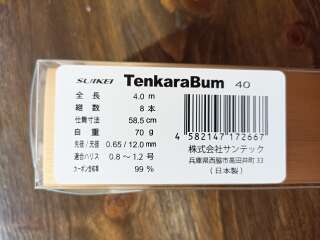 SUIKEI TenkaraBum 40
全長 4.0 m
継数 8 本
仕舞寸法 58.5 cm
自重 70 g
先径/元径 0.65 / 12.0 mm
適合ハリス 0.8 ～ 1.2 号
カーボン含有率 99 %
4 582147 172667
株式会社サンテック
兵庫県西脇市高田井町 33
(日本製)